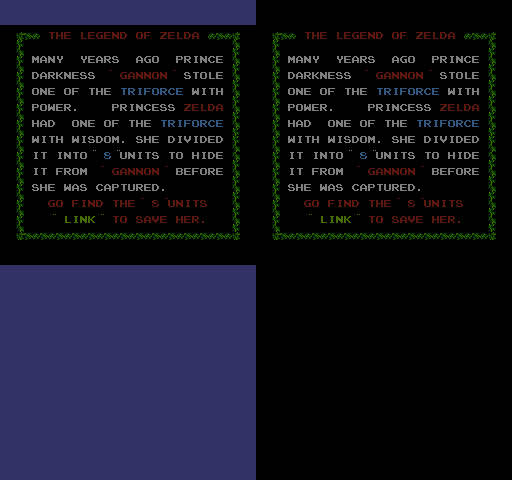 THE LEGEND OF ZELDA
MANY YEARS AGO PRINCE
DARKNESS " GANNON " STOLE
ONE OF THE TRIFORCE WITH
POWER. PRINCESS ZELDA
HAD ONE OF THE TRIFORCE
WITH WISDOM. SHE DIVIDED
IT INTO " 8 "UNITS TO HIDE
IT FROM " GANNON " BEFORE
SHE WAS CAPTURED.
GO FIND THE " 8 "UNITS
" LINK " TO SAVE HER.
THE LEGEND OF ZELDA
MANY YEARS AGO PRINCE
DARKNESS " GANNON " STOLE
ONE OF THE TRIFORCE WITH
POWER. PRINCESS ZELDA
HAD ONE OF THE TRIFORCE
WITH WISDOM. SHE DIVIDED
IT INTO " 8 "UNITS TO HIDE
IT FROM " GANNON " BEFORE
SHE WAS CAPTURED.
GO FIND THE " 8 "UNITS
" LINK " TO SAVE HER.